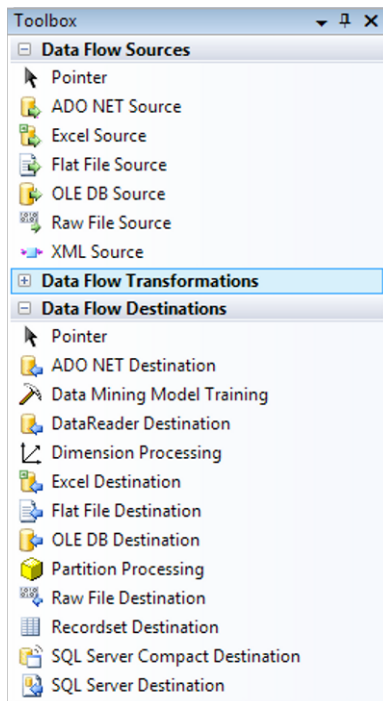 Toolbox
Data Flow Sources
Pointer
ADO NET Source
Excel Source
Flat File Source
OLE DB Source
Raw File Source
XML Source
Data Flow Transformations
Data Flow Destinations
Pointer
ADO NET Destination
Data Mining Model Training
DataReader Destination
Dimension Processing
Excel Destination
Flat File Destination
OLE DB Destination
Partition Processing
Raw File Destination
Recordset Destination
SQL Server Compact Destination
SQL Server Destination